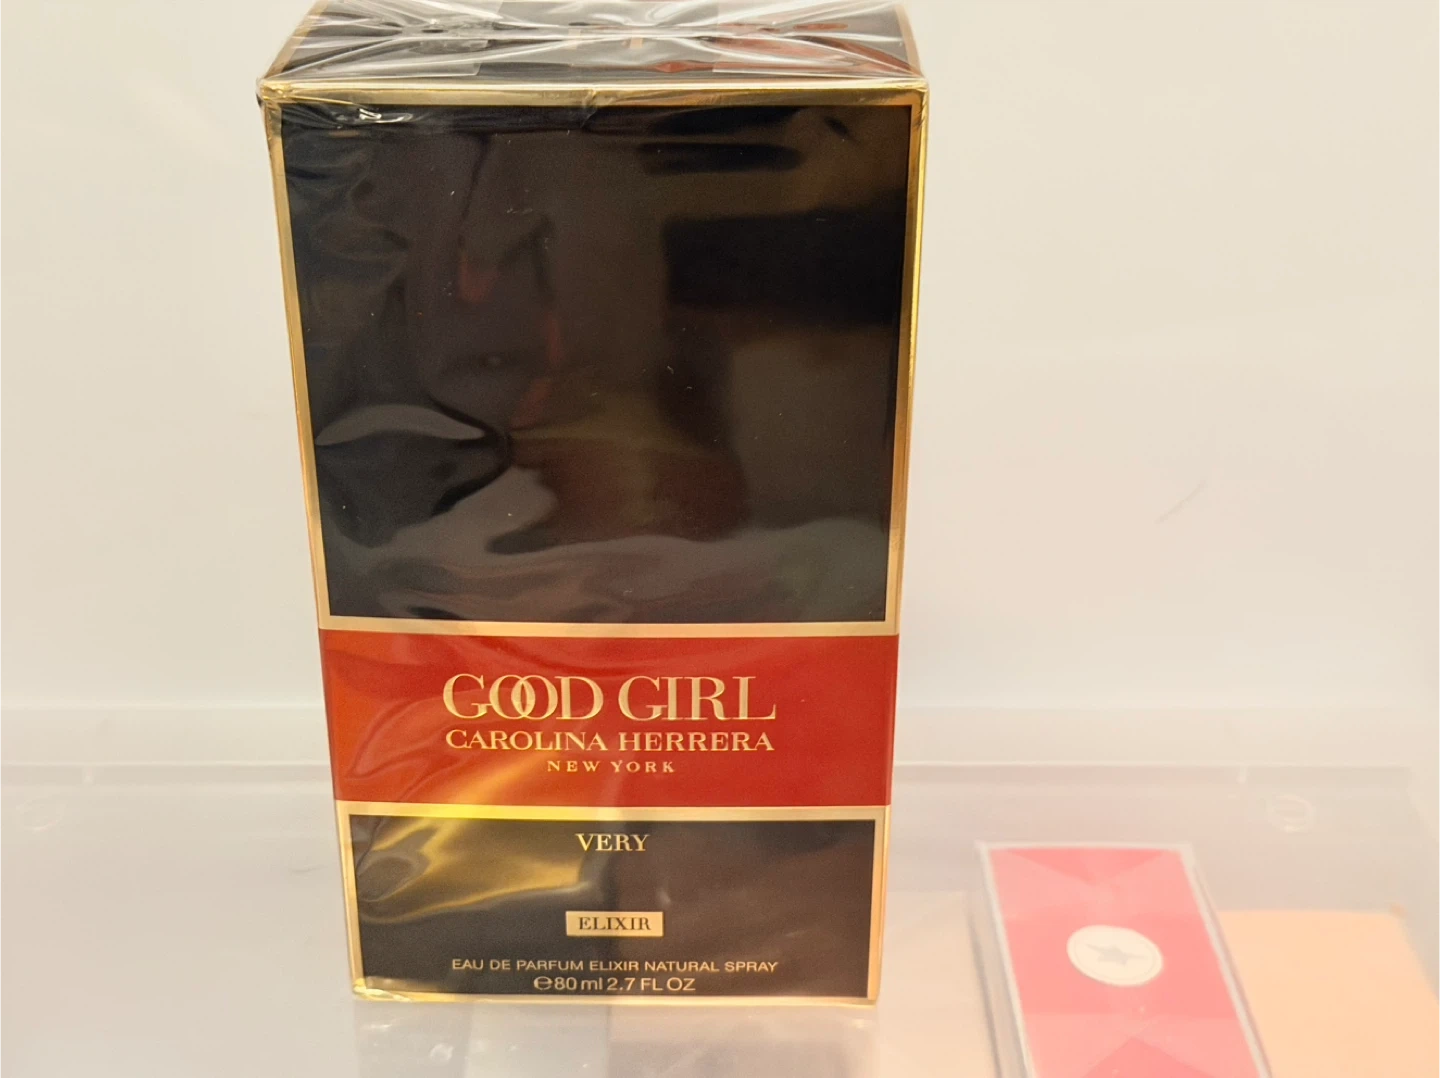 GOOD GIRL
CAROLINA HERRERA
NEW YORK
VERY
ELIXIR
EAU DE PARFUM ELIXIR NATURAL SPRAY
℮80 ml 2.7 FL OZ